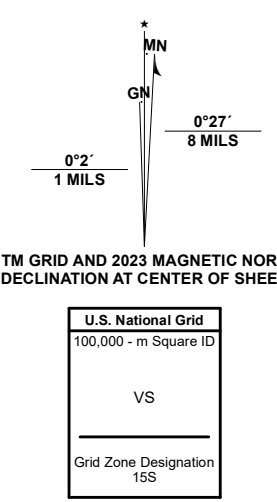 ★
MN
GN
0°27´
8 MILS
0°2´
1 MILS
TM GRID AND 2023 MAGNETIC NOR
DECLINATION AT CENTER OF SHEE
U.S. National Grid
100,000 - m Square ID
VS
Grid Zone Designation
15S